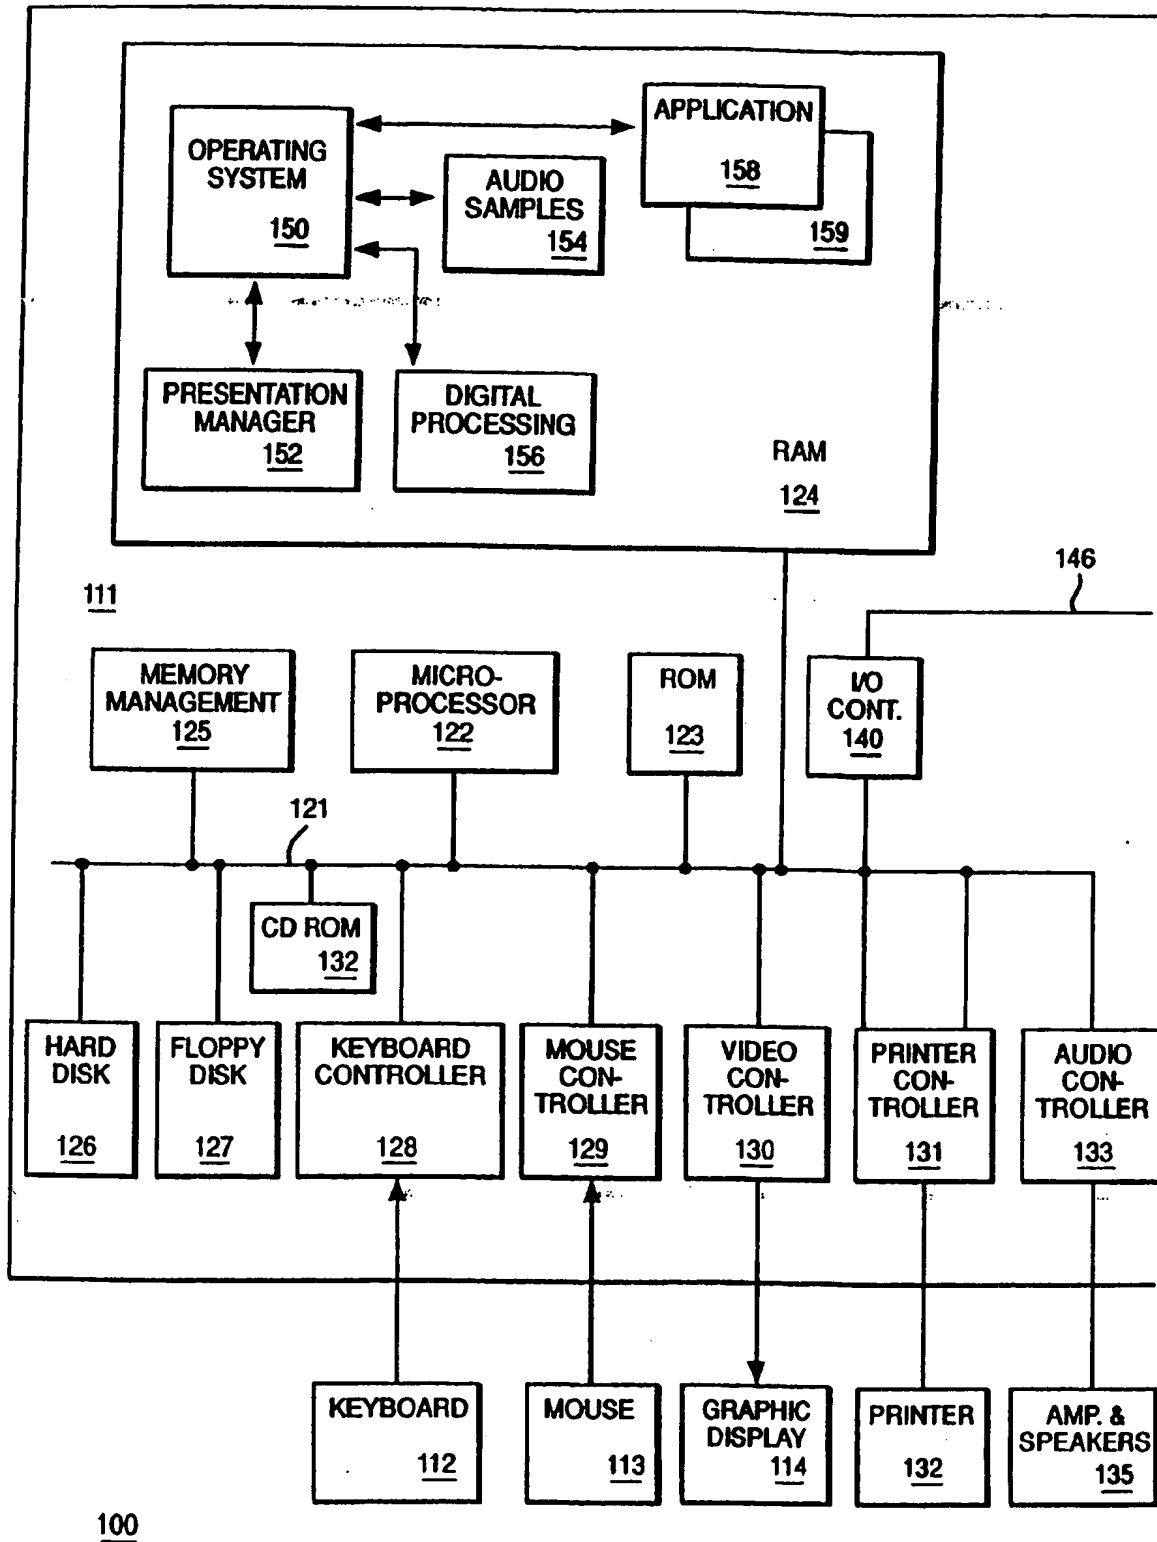 APPLICATION
158
159
OPERATING
SYSTEM
150
AUDIO
SAMPLES
154
PRESENTATION
MANAGER
152
DIGITAL
PROCESSING
156
RAM
124
111
146
MEMORY
MANAGEMENT
125
MICRO-
PROCESSOR
122
ROM
123
I/O
CONT.
140
121
CD ROM
132
HARD
DISK
126
FLOPPY
DISK
127
KEYBOARD
CONTROLLER
128
MOUSE
CON-
TROLLER
129
VIDEO
CON-
TROLLER
130
PRINTER
CON-
TROLLER
131
AUDIO
CON-
TROLLER
133
KEYBOARD
112
MOUSE
113
GRAPHIC
DISPLAY
114
PRINTER
132
AMP. &
SPEAKERS
135
100